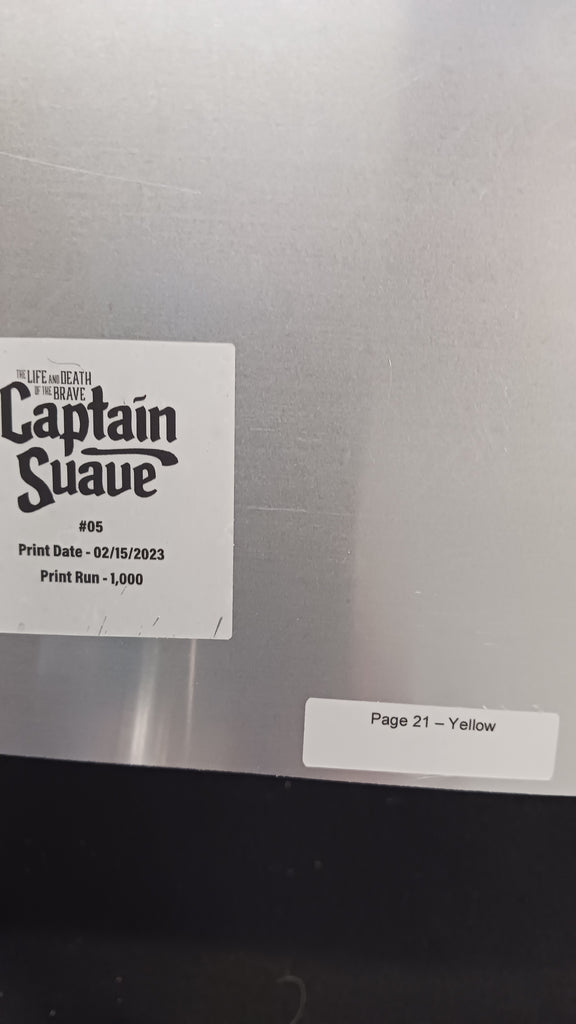 THE LIFE AND DEATH
OF THE BRAVE
Captain
Suave
#05
Print Date - 02/15/2023
Print Run - 1,000
Page 21 – Yellow